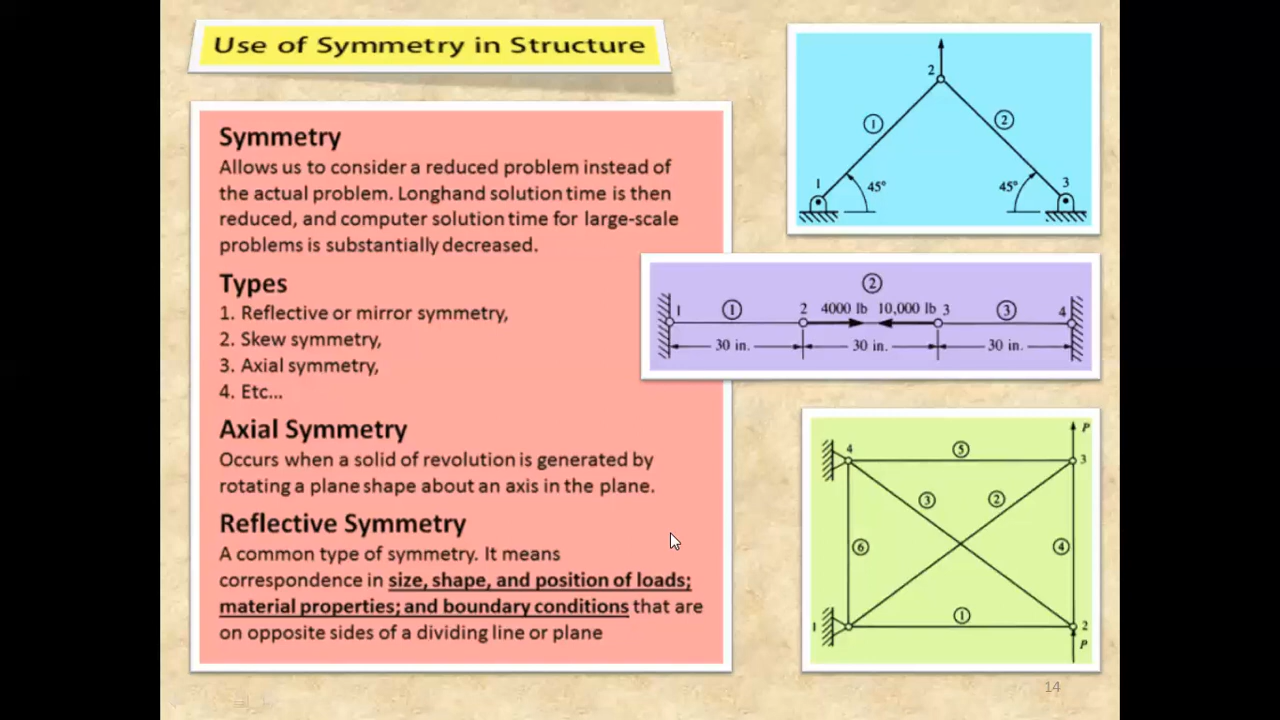 Use of Symmetry in Structure
Symmetry
Allows us to consider a reduced problem instead of
the actual problem. Longhand solution time is then
reduced, and computer solution time for large-scale
problems is substantially decreased.
Types
1. Reflective or mirror symmetry,
2. Skew symmetry,
3. Axial symmetry,
4. Etc...
Axial Symmetry
Occurs when a solid of revolution is generated by
rotating a plane shape about an axis in the plane.
Reflective Symmetry
A common type of symmetry. It means
correspondence in size, shape, and position of loads;
material properties; and boundary conditions that are
on opposite sides of a dividing line or plane
2
1 2
1 45° 45° 3
2
1 1 2 4000 lb 10,000 lb 3 3 4
30 in. 30 in. 30 in.
P
4 5 3
3 2
6 4
1 1 2
P
14